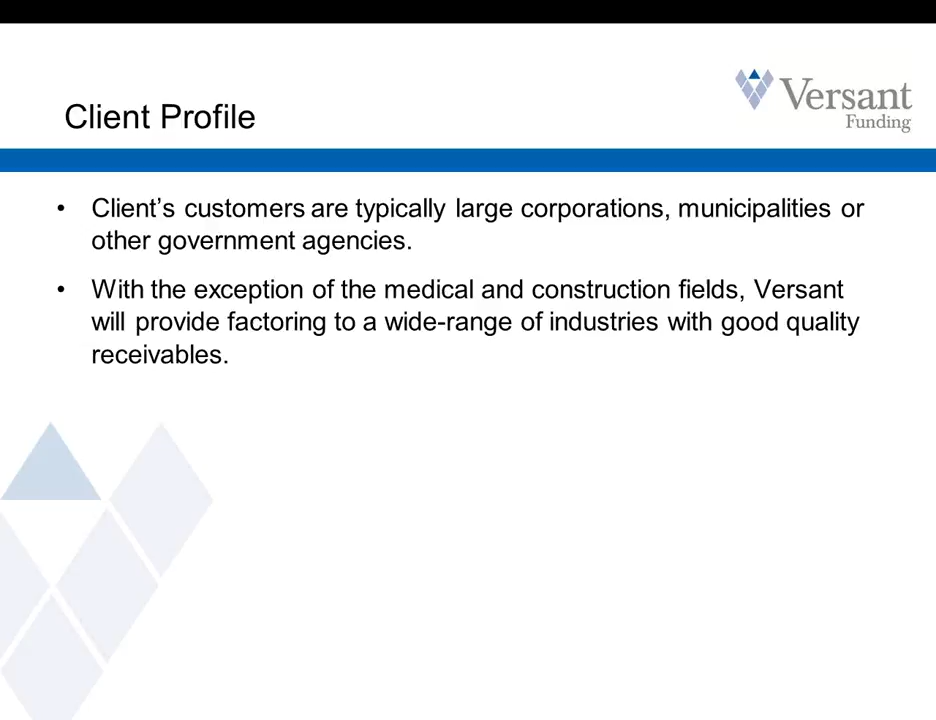 Versant
Funding
Client Profile
• Client’s customers are typically large corporations, municipalities or
other government agencies.
• With the exception of the medical and construction fields, Versant
will provide factoring to a wide-range of industries with good quality
receivables.